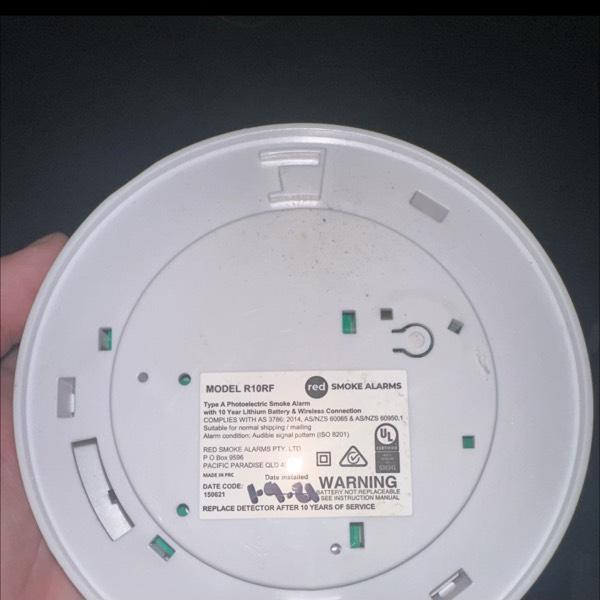 MODEL R10RF
red SMOKE ALARMS
Type A Photoelectric Smoke Alarm
with 10 Year Lithium Battery & Wireless Connection
COMPLIES WITH AS 3786: 2014, AS/NZS 60065 & AS/NZS 60950.1
Suitable for normal shipping / mailing
Alarm condition: Audible signal pattern (ISO 8201)
RED SMOKE ALARMS PTY. LTD
P O Box 9596
PACIFIC PARADISE QLD 4
UL
CERTIFIED
MADE IN PRC
Date installed
WARNING
DATE CODE:
150621
BATTERY NOT REPLACEABLE
SEE INSTRUCTION MANUAL
REPLACE DETECTOR AFTER 10 YEARS OF SERVICE